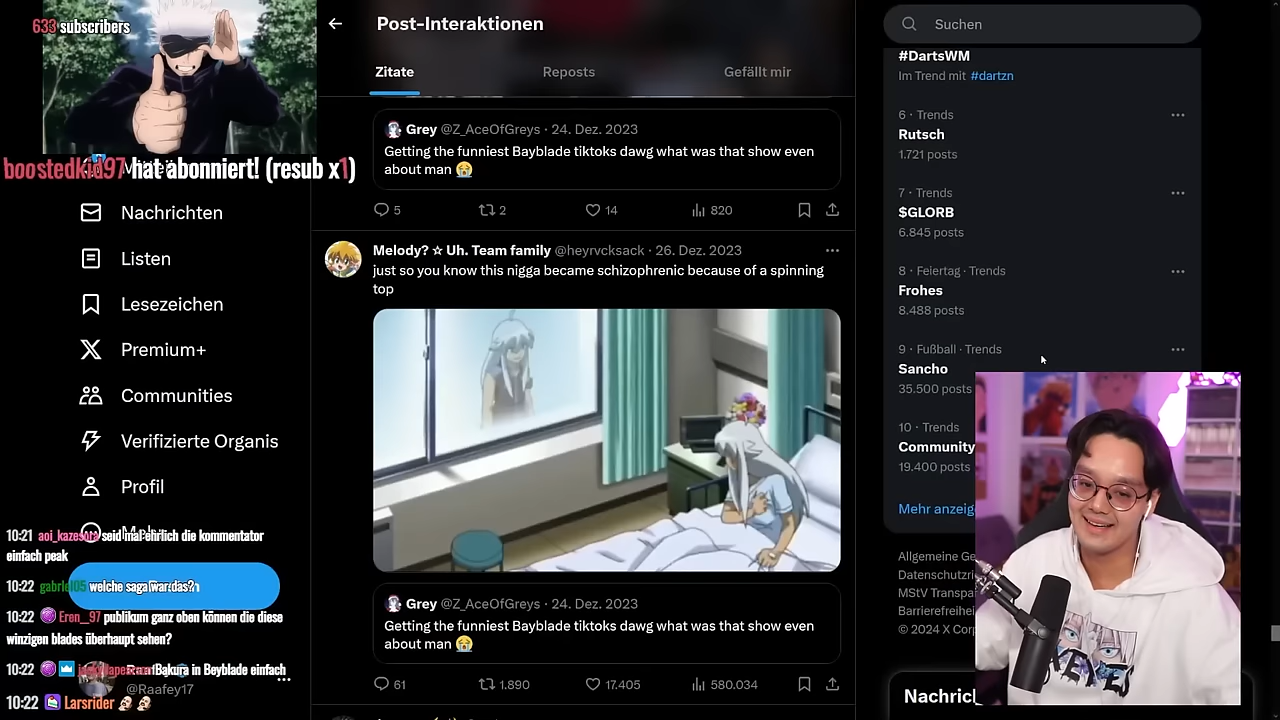 633 subscribers
boostedkid97 hat abonniert! (resub x1)
Nachrichten
Listen
Lesezeichen
Premium+
Communities
Verifizierte Organis
Profil
10:21 aoi_kazesora seid mal ehrlich die kommentator
einfach peak
10:22 gabriel05 welche saga war das?
10:22 Eren__97 publikum ganz oben können die diese
winzigen blades überhaupt sehen?
10:22 Bakura in Beyblade einfach
@Raafey17
10:22 Larsrider
Post-Interaktionen
Zitate
Reposts
Gefällt mir
Grey @Z_AceOfGreys · 24. Dez. 2023
Getting the funniest Bayblade tiktoks dawg what was that show even
about man 😭
5
2
14
820
Melody? ☆ Uh. Team family @heyrvcksack · 26. Dez. 2023
just so you know this nigga became schizophrenic because of a spinning
top
Grey @Z_AceOfGreys · 24. Dez. 2023
Getting the funniest Bayblade tiktoks dawg what was that show even
about man 😭
61
1.890
17.405
580.034
Suchen
#DartsWM
Im Trend mit #dartzn
6 · Trends
Rutsch
1.721 posts
7 · Trends
$GLORB
6.845 posts
8 · Feiertag · Trends
Frohes
8.488 posts
9 · Fußball · Trends
Sancho
35.500 posts
10 · Trends
Community
19.400 posts
Mehr anzeig
Allgemeine Ge
Datenschutzri
MStV Transpa
Barrierefreihei
© 2024 X Corp
Nachric